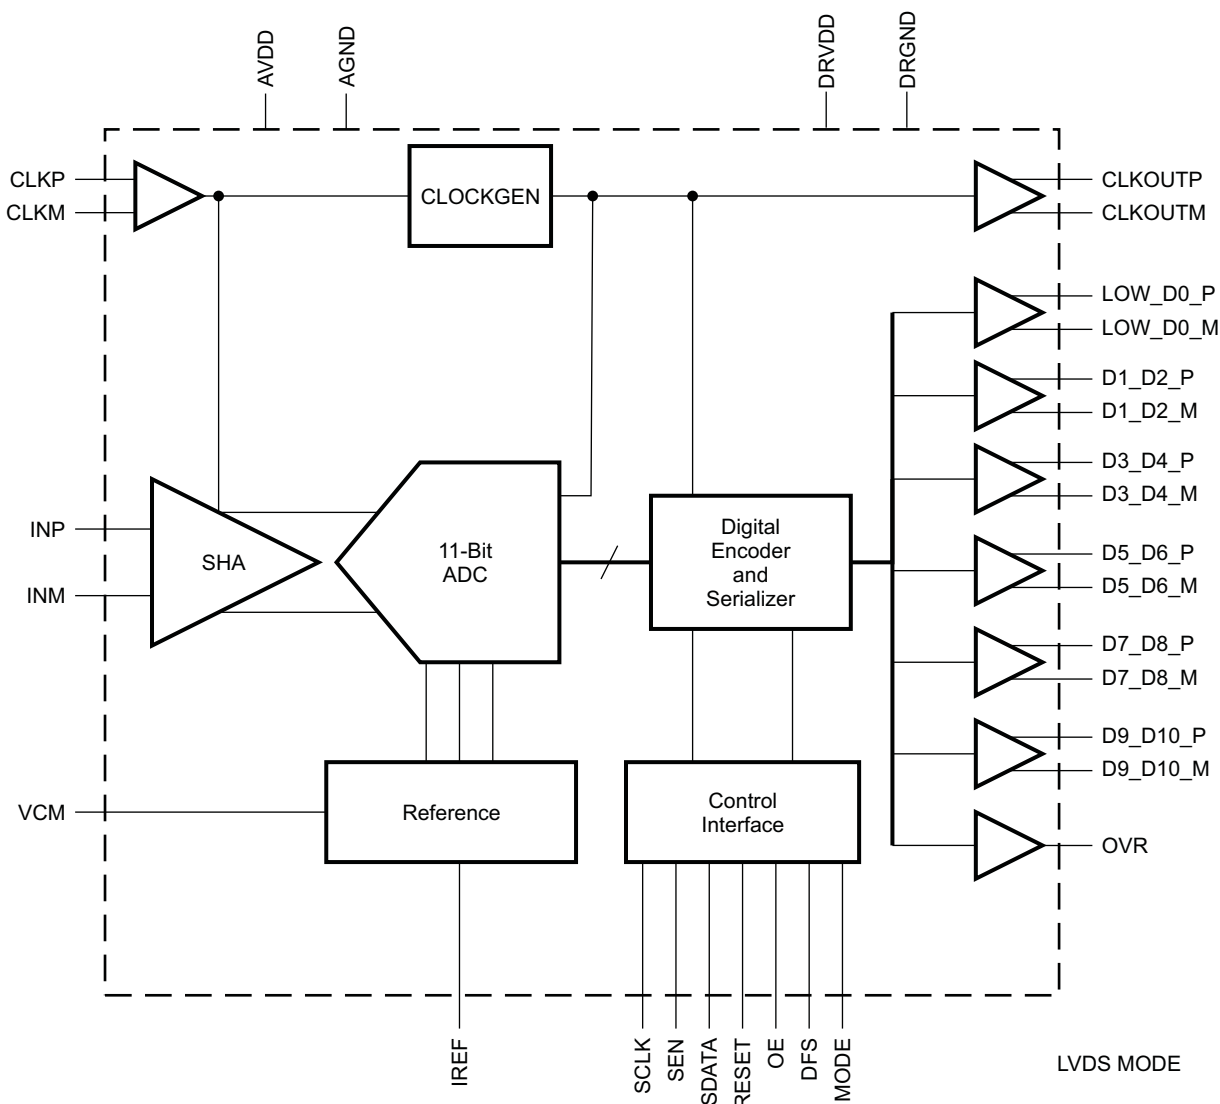 AVDD
AGND
DRVDD
DRGND
CLKP
CLKM
CLOCKGEN
CLKOUTP
CLKOUTM
LOW_D0_P
LOW_D0_M
D1_D2_P
D1_D2_M
D3_D4_P
D3_D4_M
INP
INM
SHA
11-Bit
ADC
Digital
Encoder
and
Serializer
D5_D6_P
D5_D6_M
D7_D8_P
D7_D8_M
D9_D10_P
D9_D10_M
VCM
Reference
Control
Interface
OVR
IREF
SCLK
SEN
SDATA
RESET
OE
DFS
MODE
LVDS MODE